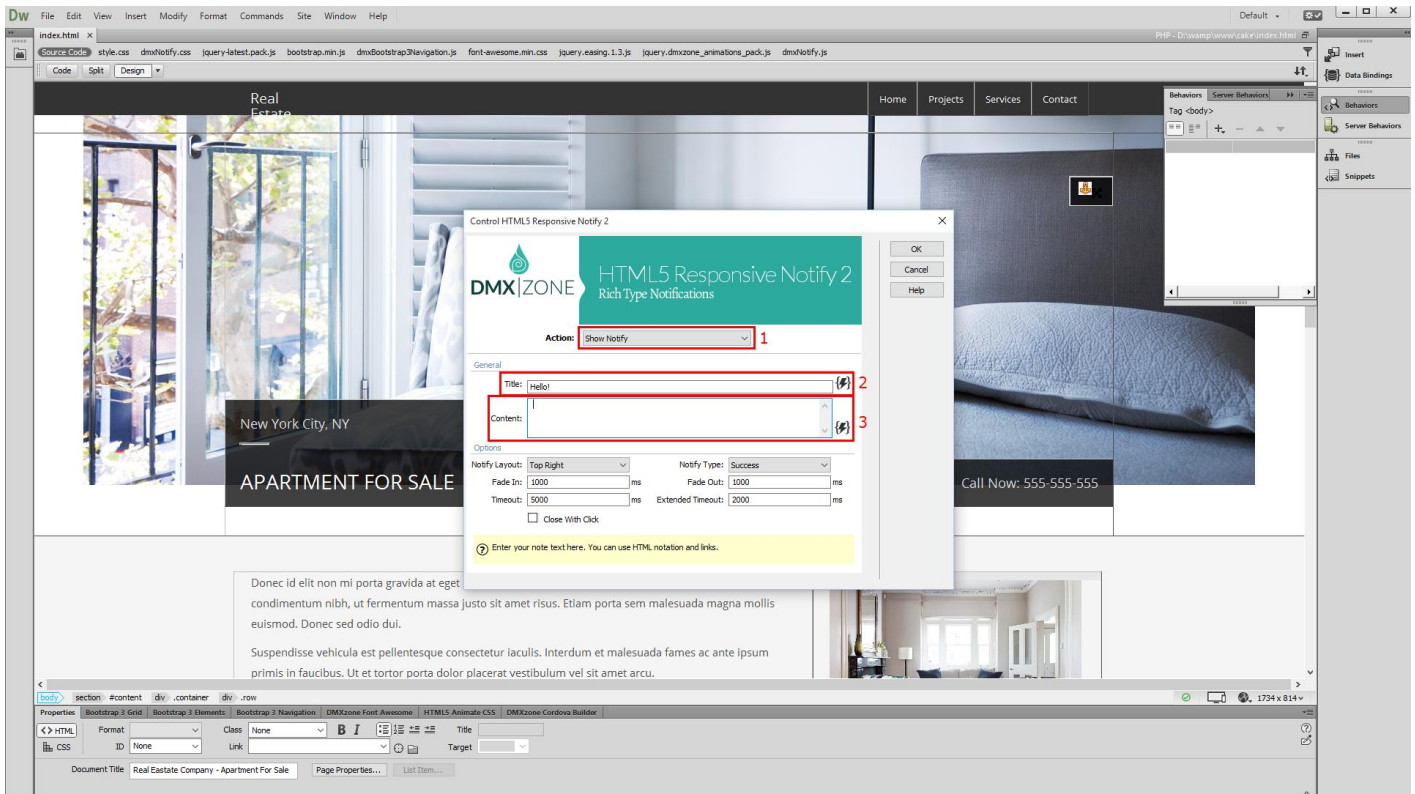 Dw File Edit View Insert Modify Format Commands Site Window Help Default
index.html × PHP - D:\wamp\www\cake\index.html
Source Code style.css dmxNotify.css jquery-latest.pack.js bootstrap.min.js dmxBootstrap3Navigation.js font-awesome.min.css jquery.easing.1.3.js jquery.dmxzone_animations_pack.js dmxNotify.js
Code Split Design
Real
Estate
Home Projects Services Contact
Behaviors Server Behaviors
Tag <body>
Insert
Data Bindings
Behaviors
Server Behaviors
Files
Snippets
Control HTML5 Responsive Notify 2
DMX|ZONE
HTML5 Responsive Notify 2
Rich Type Notifications
OK
Cancel
Help
Action: Show Notify 1
General
Title: Hello! 2
Content: 3
Options
Notify Layout: Top Right Notify Type: Success
Fade In: 1000 ms Fade Out: 1000 ms
Timeout: 5000 ms Extended Timeout: 2000 ms
Close With Click
Enter your note text here. You can use HTML notation and links.
New York City, NY
APARTMENT FOR SALE
Call Now: 555-555-555
Donec id elit non mi porta gravida at eget
condimentum nibh, ut fermentum massa justo sit amet risus. Etiam porta sem malesuada magna mollis
euismod. Donec sed odio dui.
Suspendisse vehicula est pellentesque consectetur iaculis. Interdum et malesuada fames ac ante ipsum
primis in faucibus. Ut et tortor porta dolor placerat vestibulum vel sit amet arcu.
body section #content div .container div .row 1734 x 814
Properties Bootstrap 3 Grid Bootstrap 3 Elements Bootstrap 3 Navigation DMXzone Font Awesome HTML5 Animate CSS DMXzone Cordova Builder
<> HTML Format Class None B I Title
CSS ID None Link Target
Document Title Real Eastate Company - Apartment For Sale Page Properties... List Item...